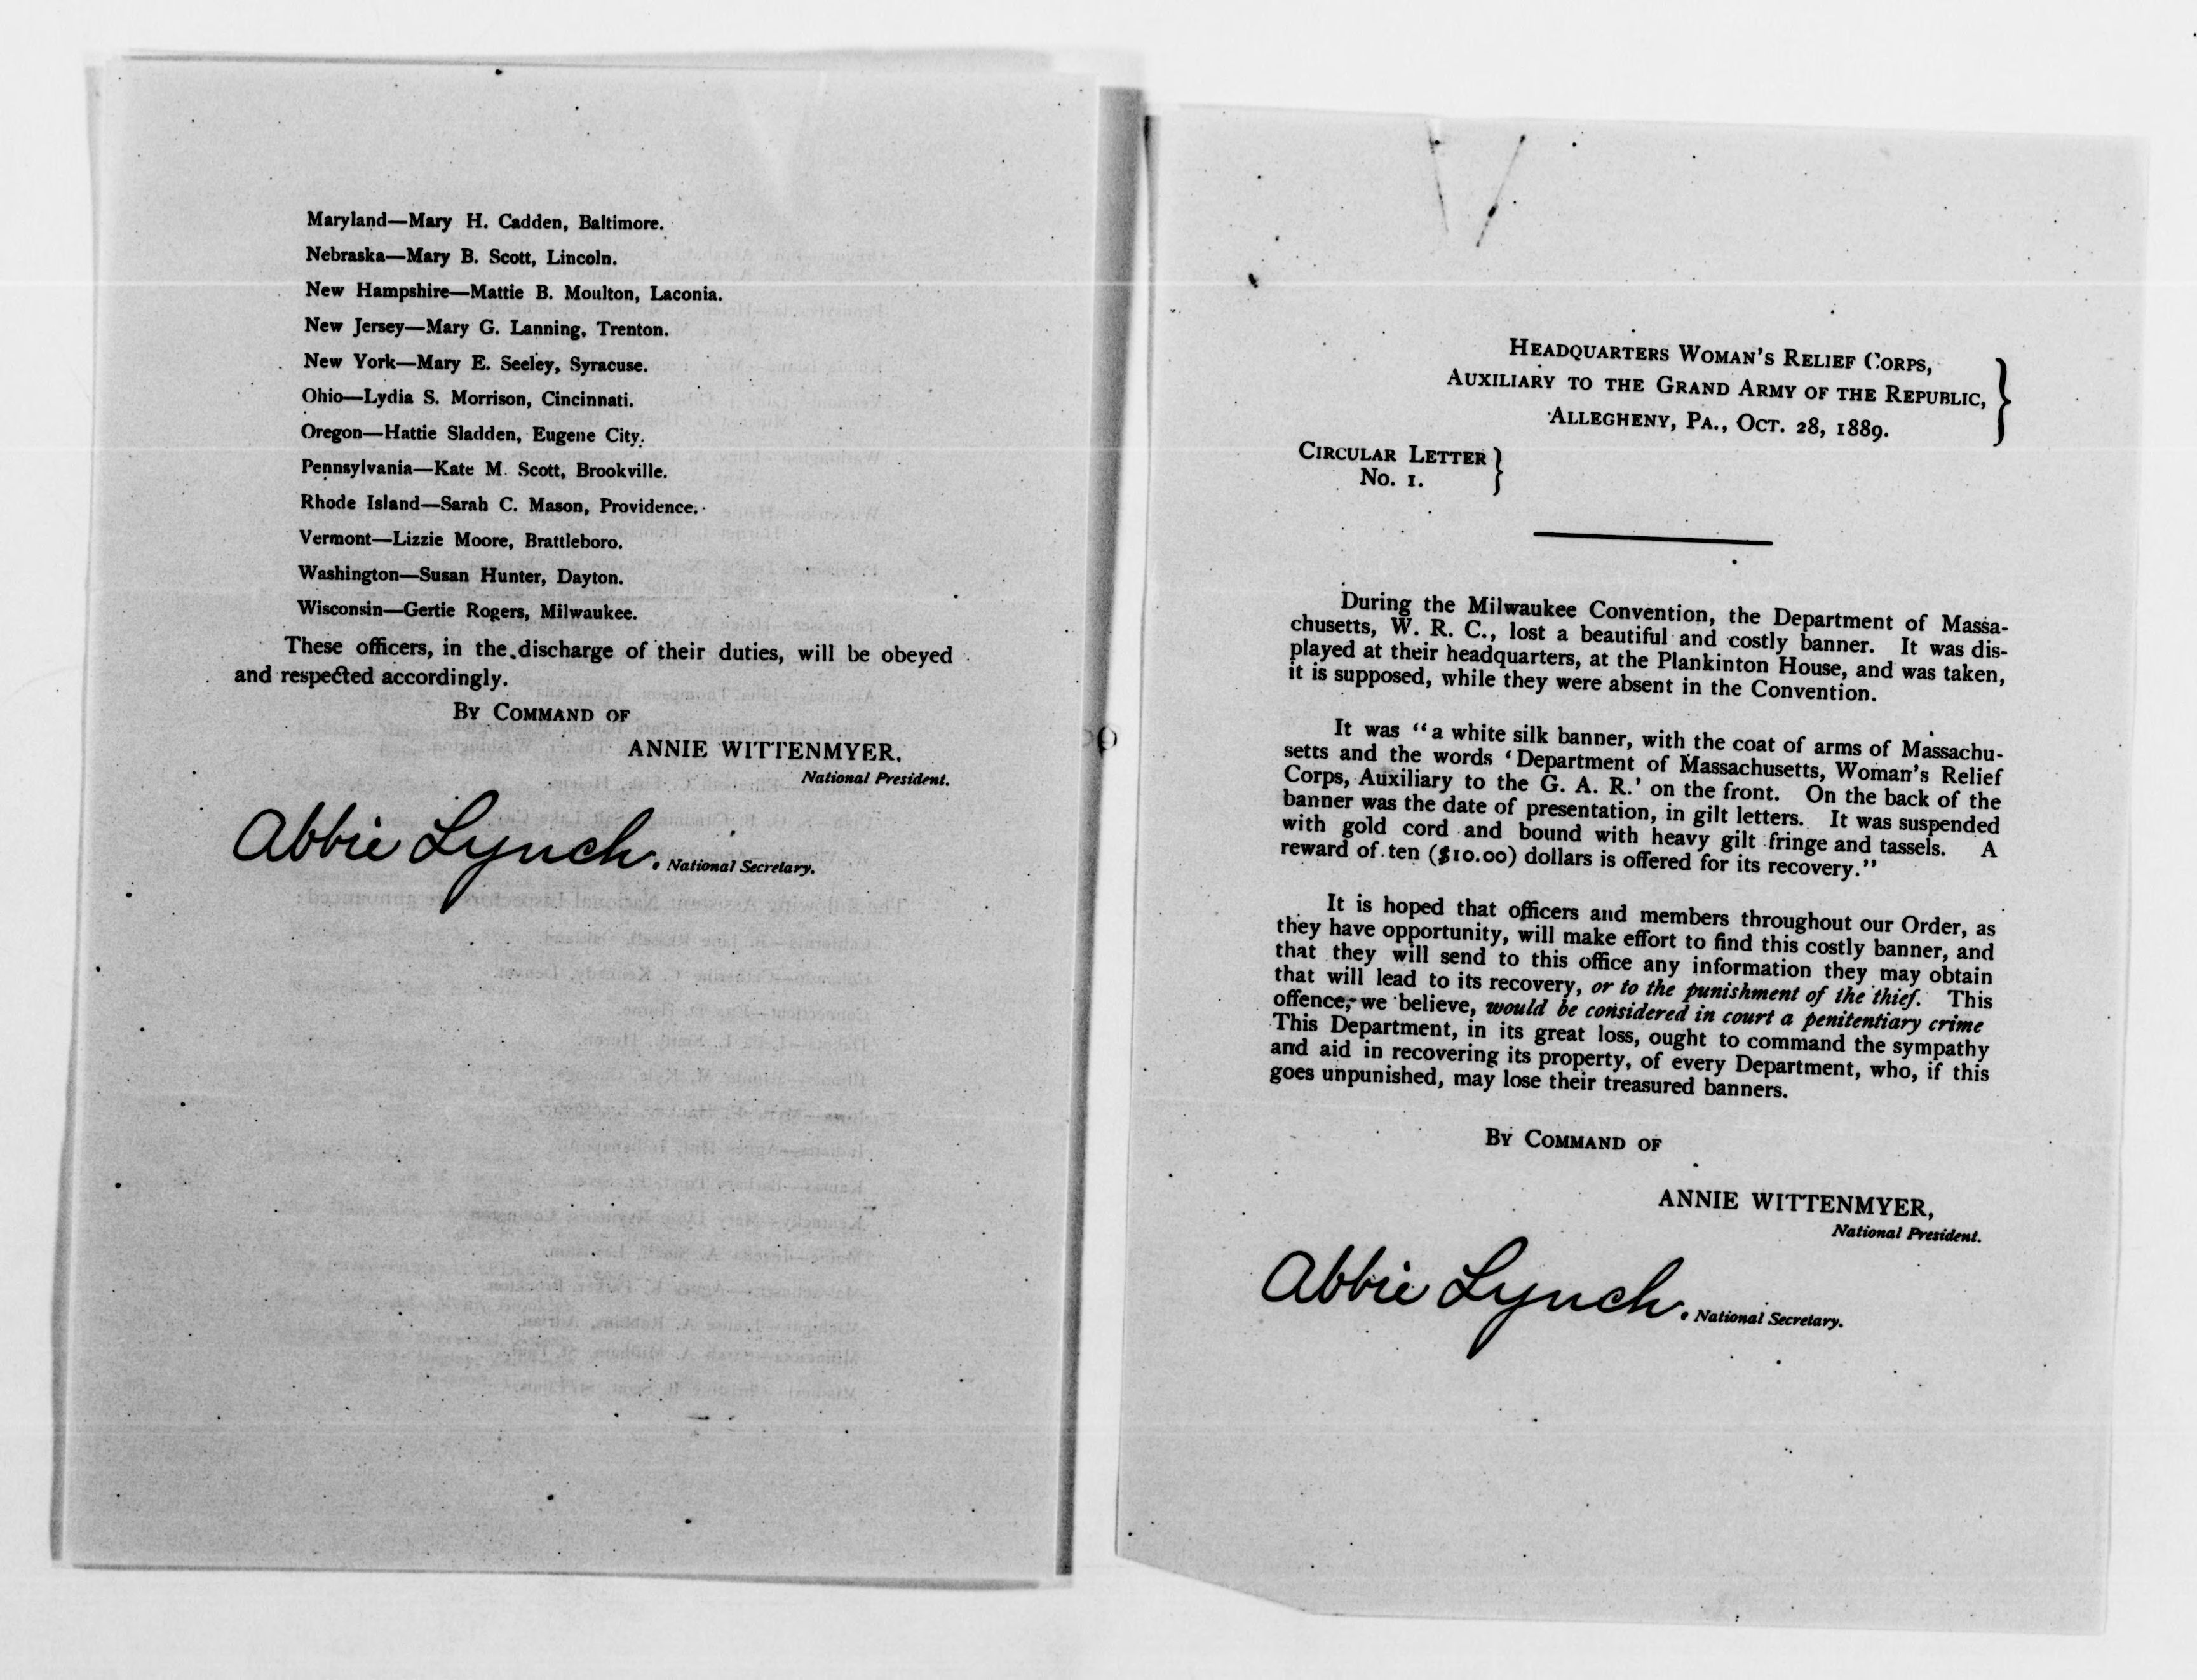 Maryland—Mary H. Cadden, Baltimore.
Nebraska—Mary B. Scott, Lincoln.
New Hampshire—Mattie B. Moulton, Laconia.
New Jersey—Mary G. Lanning, Trenton.
New York—Mary E. Seeley, Syracuse.
Ohio—Lydia S. Morrison, Cincinnati.
Oregon—Hattie Sladden, Eugene City.
Pennsylvania—Kate M. Scott, Brookville.
Rhode Island—Sarah C. Mason, Providence.
Vermont—Lizzie Moore, Brattleboro.
Washington—Susan Hunter, Dayton.
Wisconsin—Gertie Rogers, Milwaukee.
These officers, in the discharge of their duties, will be obeyed
and respected accordingly.
By Command of
ANNIE WITTENMYER,
National President.
Abbie Lynch. National Secretary.
Headquarters Woman's Relief Corps,
Auxiliary to the Grand Army of the Republic,
Allegheny, Pa., Oct. 28, 1889.
Circular Letter
No. 1.
During the Milwaukee Convention, the Department of Massa-
chusetts, W. R. C., lost a beautiful and costly banner. It was dis-
played at their headquarters, at the Plankinton House, and was taken,
it is supposed, while they were absent in the Convention.
It was "a white silk banner, with the coat of arms of Massachu-
setts and the words 'Department of Massachusetts, Woman's Relief
Corps, Auxiliary to the G. A. R.' on the front. On the back of the
banner was the date of presentation, in gilt letters. It was suspended
with gold cord and bound with heavy gilt fringe and tassels. A
reward of ten ($10.00) dollars is offered for its recovery."
It is hoped that officers and members throughout our Order, as
they have opportunity, will make effort to find this costly banner, and
that they will send to this office any information they may obtain
that will lead to its recovery, or to the punishment of the thief. This
offence, we believe, would be considered in court a penitentiary crime
This Department, in its great loss, ought to command the sympathy
and aid in recovering its property, of every Department, who, if this
goes unpunished, may lose their treasured banners.
By Command of
ANNIE WITTENMYER,
National President.
Abbie Lynch. National Secretary.